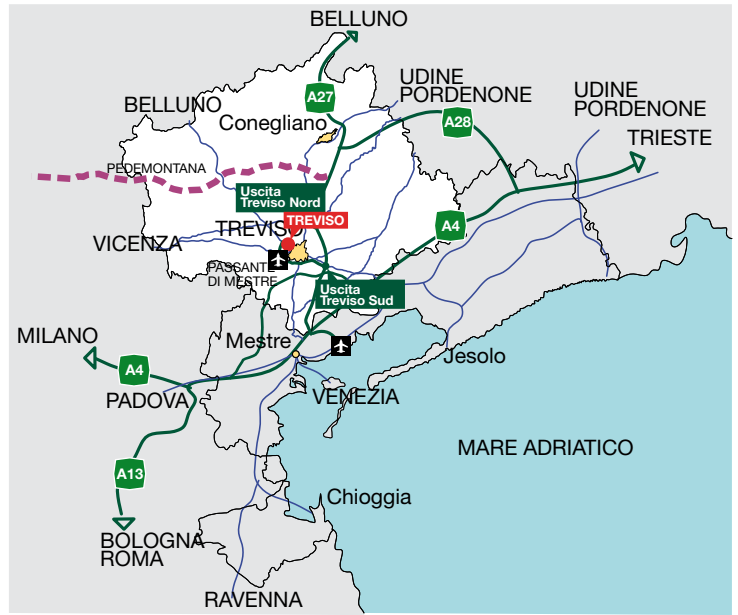 BELLUNO
A27
UDINE
PORDENONE
UDINE
PORDENONE
BELLUNO
Conegliano
A28
TRIESTE
PEDEMONTANA
Uscita
Treviso Nord
TREVISO
TREVISO
A4
VICENZA
PASSANTE
DI MESTRE
Uscita
Treviso Sud
MILANO
Mestre
Jesolo
A4
PADOVA
VENEZIA
MARE ADRIATICO
A13
Chioggia
BOLOGNA
ROMA
RAVENNA